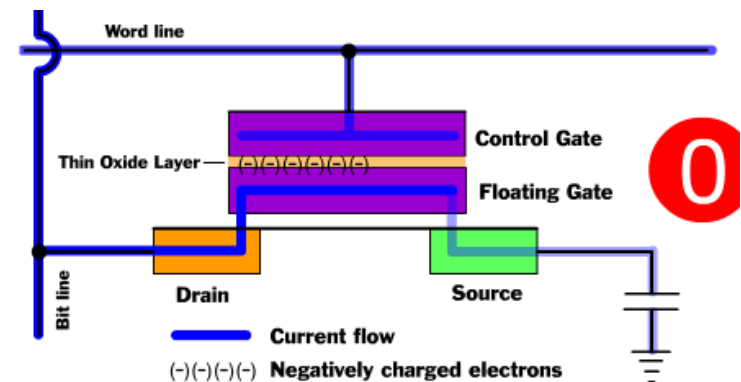 Word line
Control Gate
Thin Oxide Layer
(-)(-)(-)(-)(-)(-)
Floating Gate
0
Drain
Source
Bit line
Current flow
(-)(-)(-)(-) Negatively charged electrons